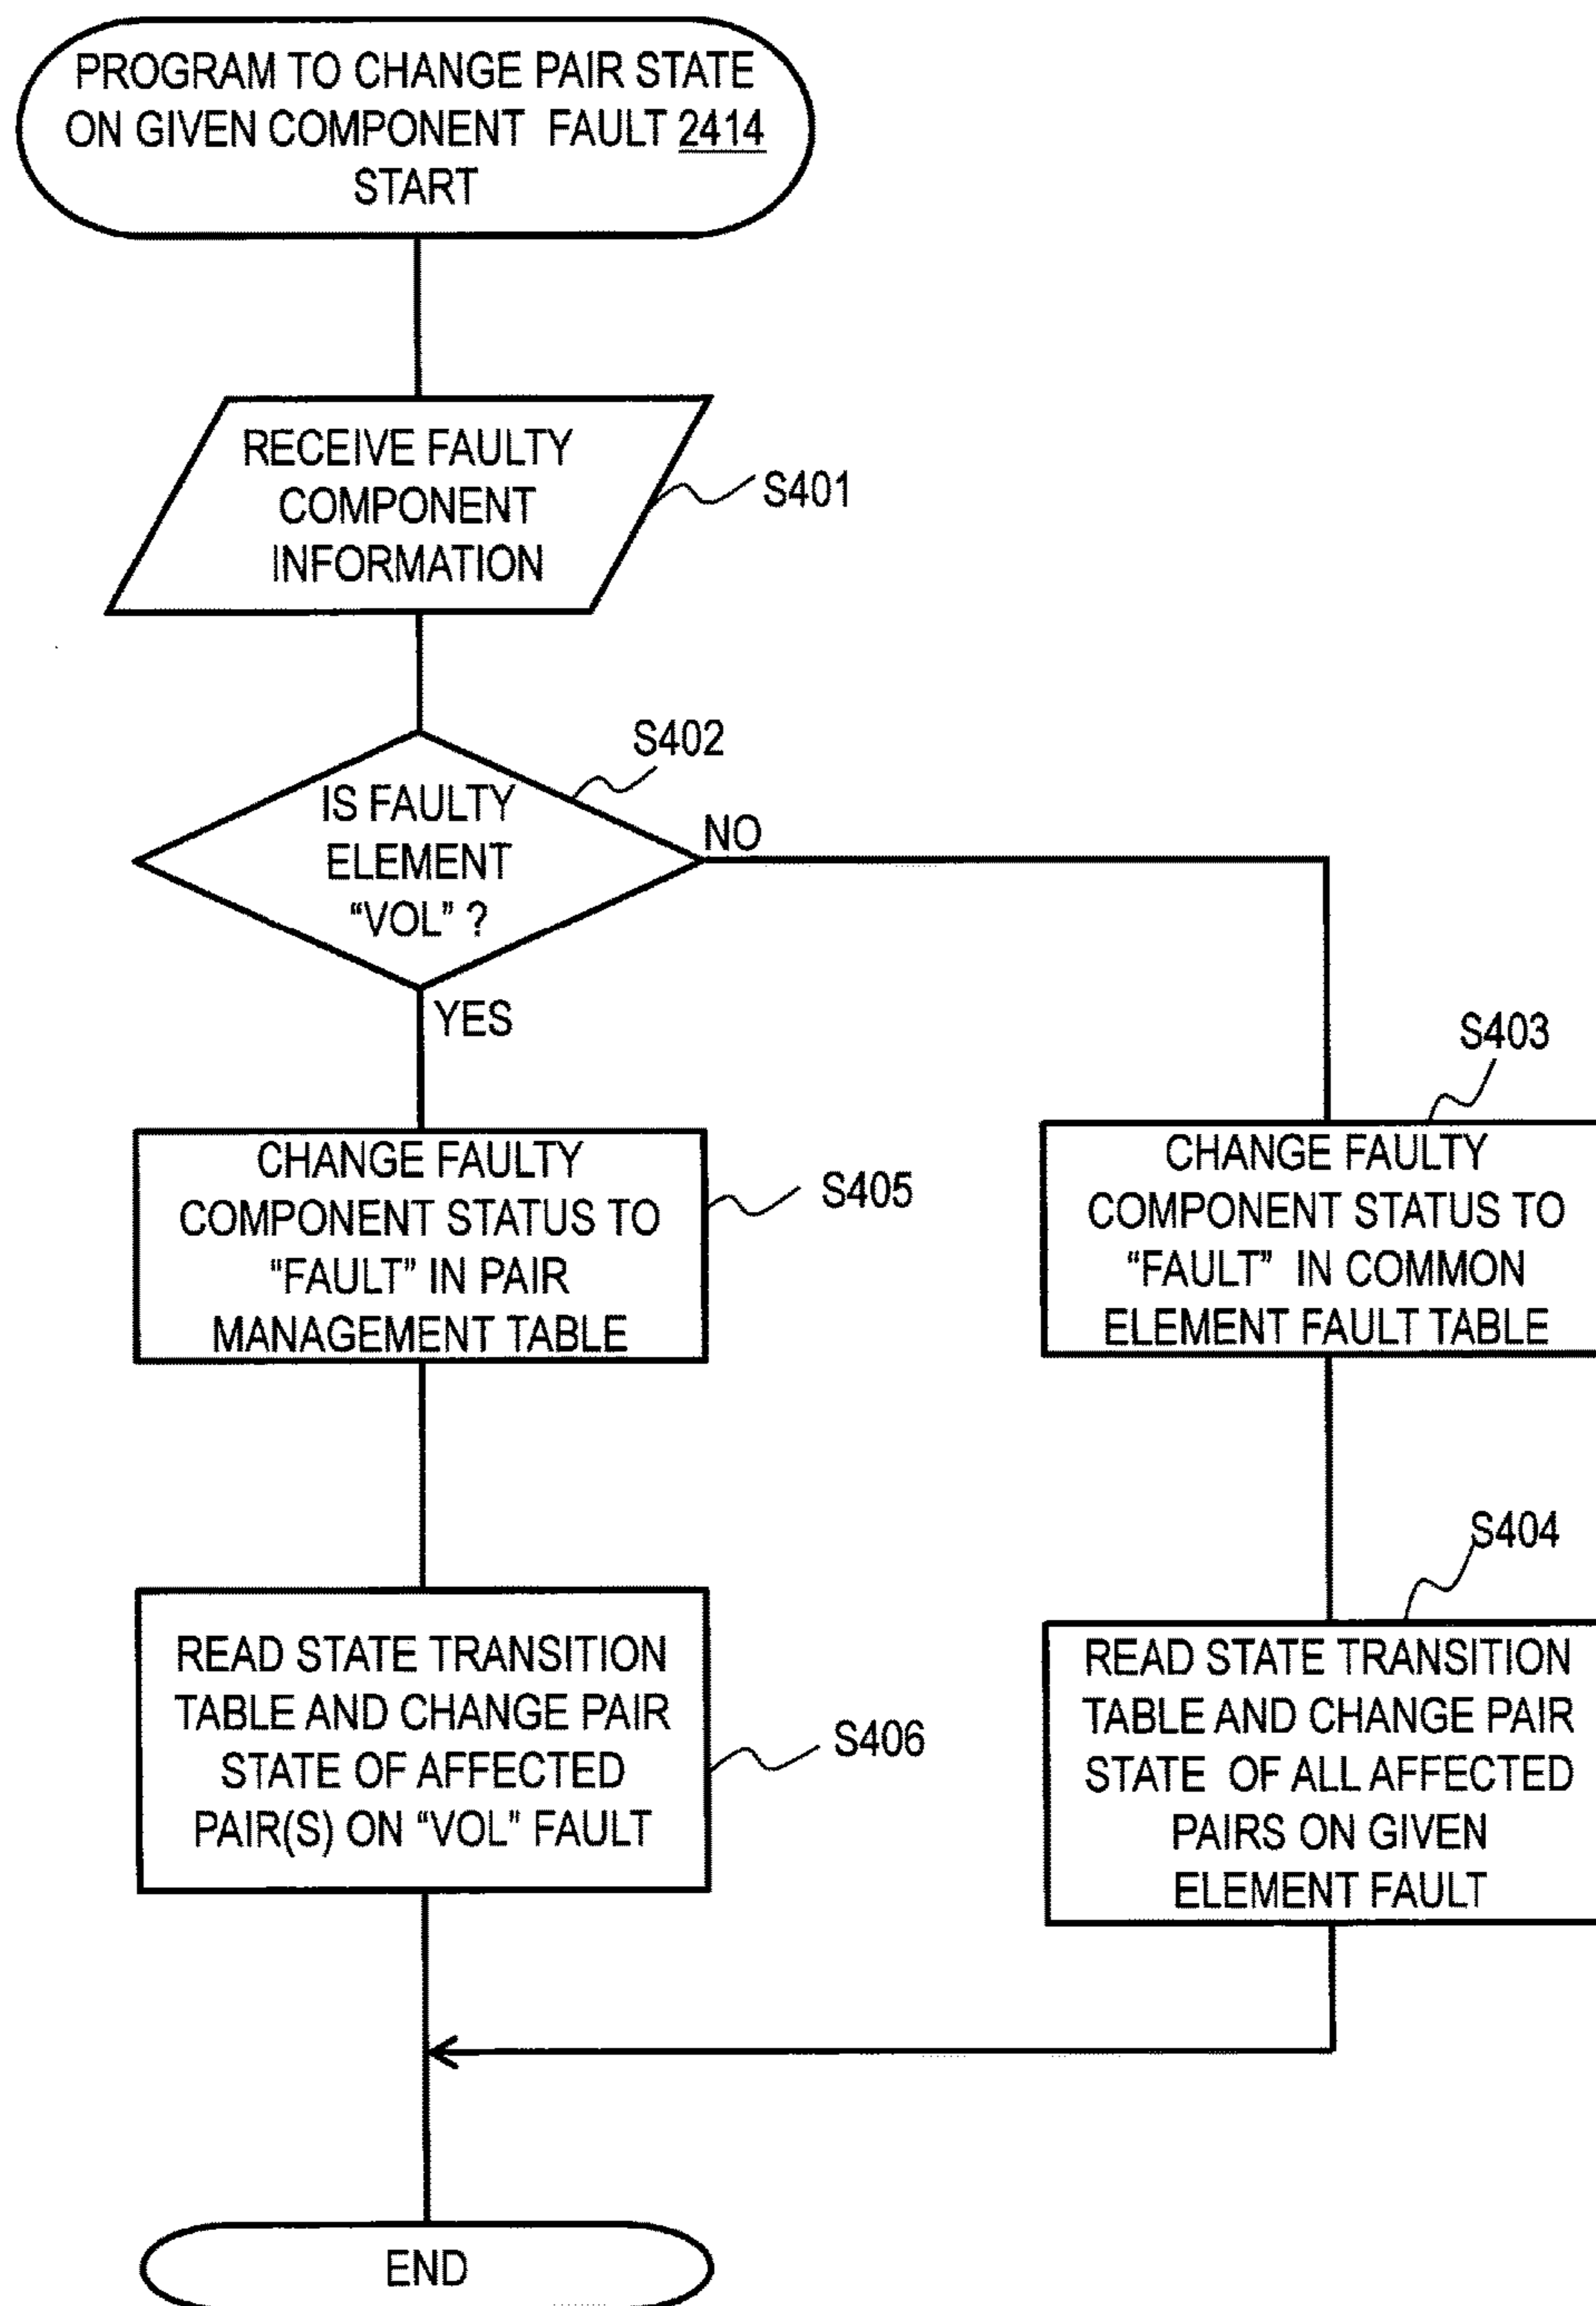 PROGRAM TO CHANGE PAIR STATE
ON GIVEN COMPONENT FAULT 2414
START
RECEIVE FAULTY
COMPONENT
INFORMATION
S401
S402
IS FAULTY
ELEMENT
“VOL” ?
NO
YES
S403
CHANGE FAULTY
COMPONENT STATUS TO
“FAULT” IN PAIR
MANAGEMENT TABLE
S405
CHANGE FAULTY
COMPONENT STATUS TO
“FAULT” IN COMMON
ELEMENT FAULT TABLE
S404
READ STATE TRANSITION
TABLE AND CHANGE PAIR
STATE OF AFFECTED
PAIR(S) ON “VOL” FAULT
S406
READ STATE TRANSITION
TABLE AND CHANGE PAIR
STATE OF ALL AFFECTED
PAIRS ON GIVEN
ELEMENT FAULT
END